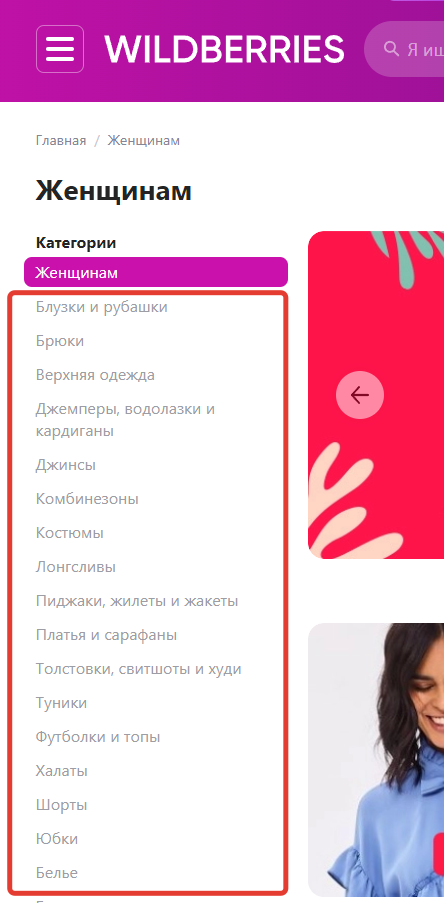 WILDBERRIES
Я ищ
Главная / Женщинам
Женщинам
Категории
Женщинам
Блузки и рубашки
Брюки
Верхняя одежда
Джемперы, водолазки и
кардиганы
Джинсы
Комбинезоны
Костюмы
Лонгсливы
Пиджаки, жилеты и жакеты
Платья и сарафаны
Толстовки, свитшоты и худи
Туники
Футболки и топы
Халаты
Шорты
Юбки
Белье